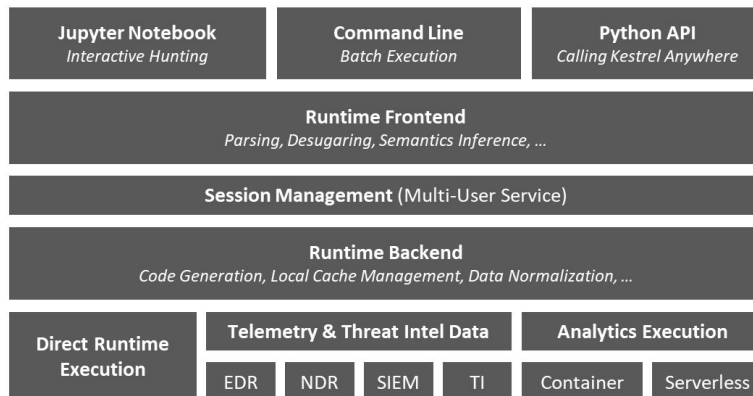 Jupyter Notebook
Interactive Hunting
Command Line
Batch Execution
Python API
Calling Kestrel Anywhere
Runtime Frontend
Parsing, Desugaring, Semantics Inference, ...
Session Management (Multi-User Service)
Runtime Backend
Code Generation, Local Cache Management, Data Normalization, ...
Direct Runtime
Execution
Telemetry & Threat Intel Data
EDR
NDR
SIEM
TI
Analytics Execution
Container
Serverless